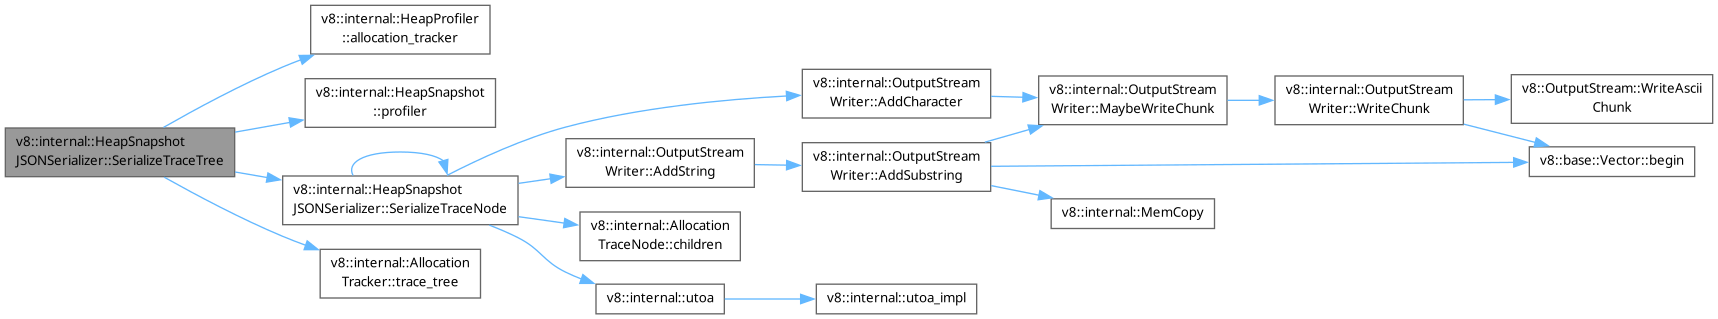 v8::internal::HeapSnapshot
JSONSerializer::SerializeTraceTree
v8::internal::HeapProfiler
::allocation_tracker
v8::internal::HeapSnapshot
::profiler
v8::internal::HeapSnapshot
JSONSerializer::SerializeTraceNode
v8::internal::Allocation
Tracker::trace_tree
v8::internal::OutputStream
Writer::AddString
v8::internal::Allocation
TraceNode::children
v8::internal::utoa
v8::internal::OutputStream
Writer::AddCharacter
v8::internal::OutputStream
Writer::AddSubstring
v8::internal::utoa_impl
v8::internal::OutputStream
Writer::MaybeWriteChunk
v8::internal::MemCopy
v8::internal::OutputStream
Writer::WriteChunk
v8::OutputStream::WriteAscii
Chunk
v8::base::Vector::begin